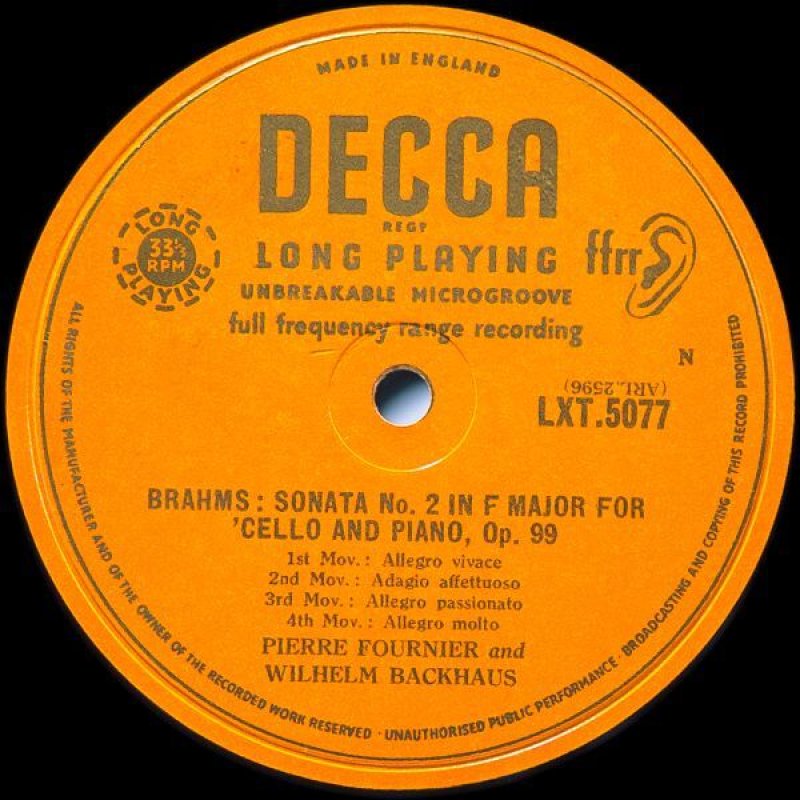 MADE IN ENGLAND
DECCA
REGD
LONG PLAYING
UNBREAKABLE MICROGROOVE
full frequency range recording
LONG
33⅓
RPM
PLAYING
ffrr
N
(ARL.2596)
LXT.5077
BRAHMS: SONATA No. 2 IN F MAJOR FOR
'CELLO AND PIANO, Op. 99
1st Mov.: Allegro vivace
2nd Mov.: Adagio affettuoso
3rd Mov.: Allegro passionato
4th Mov.: Allegro molto
PIERRE FOURNIER and
WILHELM BACKHAUS
ALL RIGHTS OF THE MANUFACTURER AND OF THE OWNER OF THE RECORDED WORK RESERVED · UNAUTHORISED PUBLIC PERFORMANCE · BROADCASTING AND COPYING OF THIS RECORD PROHIBITED